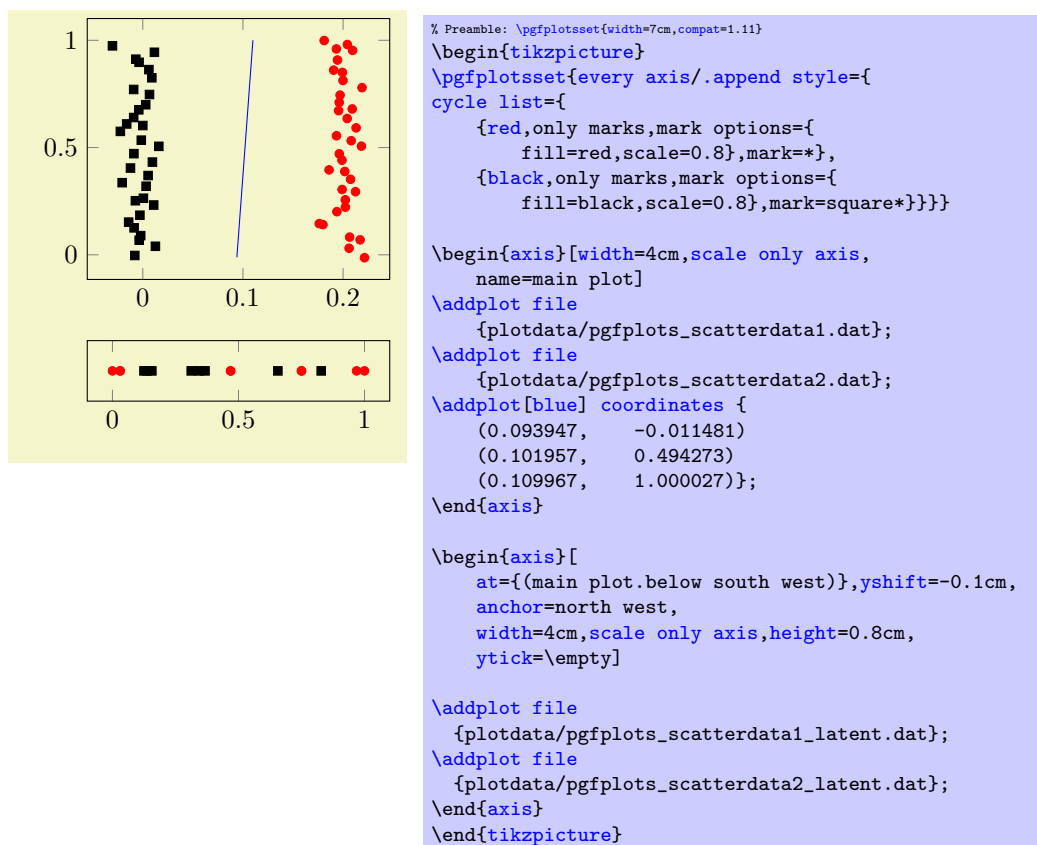 1
0.5
0
0
0.1
0.2
0
0.5
1
% Preamble: \pgfplotsset{width=7cm,compat=1.11}
\begin{tikzpicture}
\pgfplotsset{every axis/.append style={
cycle list={
    {red,only marks,mark options={
        fill=red,scale=0.8},mark=*},
    {black,only marks,mark options={
        fill=black,scale=0.8},mark=square*}}}}

\begin{axis}[width=4cm,scale only axis,
    name=main plot]
\addplot file
    {plotdata/pgfplots_scatterdata1.dat};
\addplot file
    {plotdata/pgfplots_scatterdata2.dat};
\addplot[blue] coordinates {
    (0.093947,    -0.011481)
    (0.101957,    0.494273)
    (0.109967,    1.000027)};
\end{axis}

\begin{axis}[
    at={(main plot.below south west)},yshift=-0.1cm,
    anchor=north west,
    width=4cm,scale only axis,height=0.8cm,
    ytick=\empty]

\addplot file
  {plotdata/pgfplots_scatterdata1_latent.dat};
\addplot file
  {plotdata/pgfplots_scatterdata2_latent.dat};
\end{axis}
\end{tikzpicture}